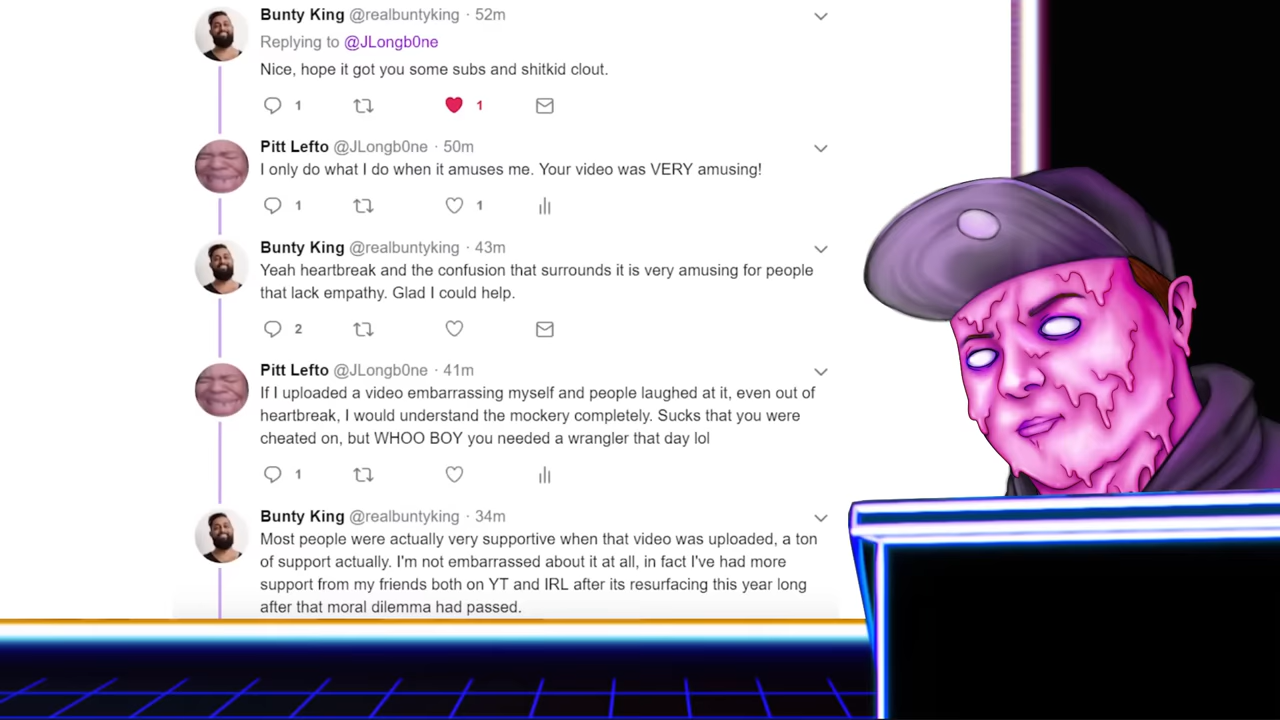 Bunty King @realbuntyking · 52m
Replying to @JLongb0ne
Nice, hope it got you some subs and shitkid clout.
1 1
Pitt Lefto @JLongb0ne · 50m
I only do what I do when it amuses me. Your video was VERY amusing!
1 1
Bunty King @realbuntyking · 43m
Yeah heartbreak and the confusion that surrounds it is very amusing for people
that lack empathy. Glad I could help.
2
Pitt Lefto @JLongb0ne · 41m
If I uploaded a video embarrassing myself and people laughed at it, even out of
heartbreak, I would understand the mockery completely. Sucks that you were
cheated on, but WHOO BOY you needed a wrangler that day lol
1
Bunty King @realbuntyking · 34m
Most people were actually very supportive when that video was uploaded, a ton
of support actually. I'm not embarrassed about it at all, in fact I've had more
support from my friends both on YT and IRL after its resurfacing this year long
after that moral dilemma had passed.